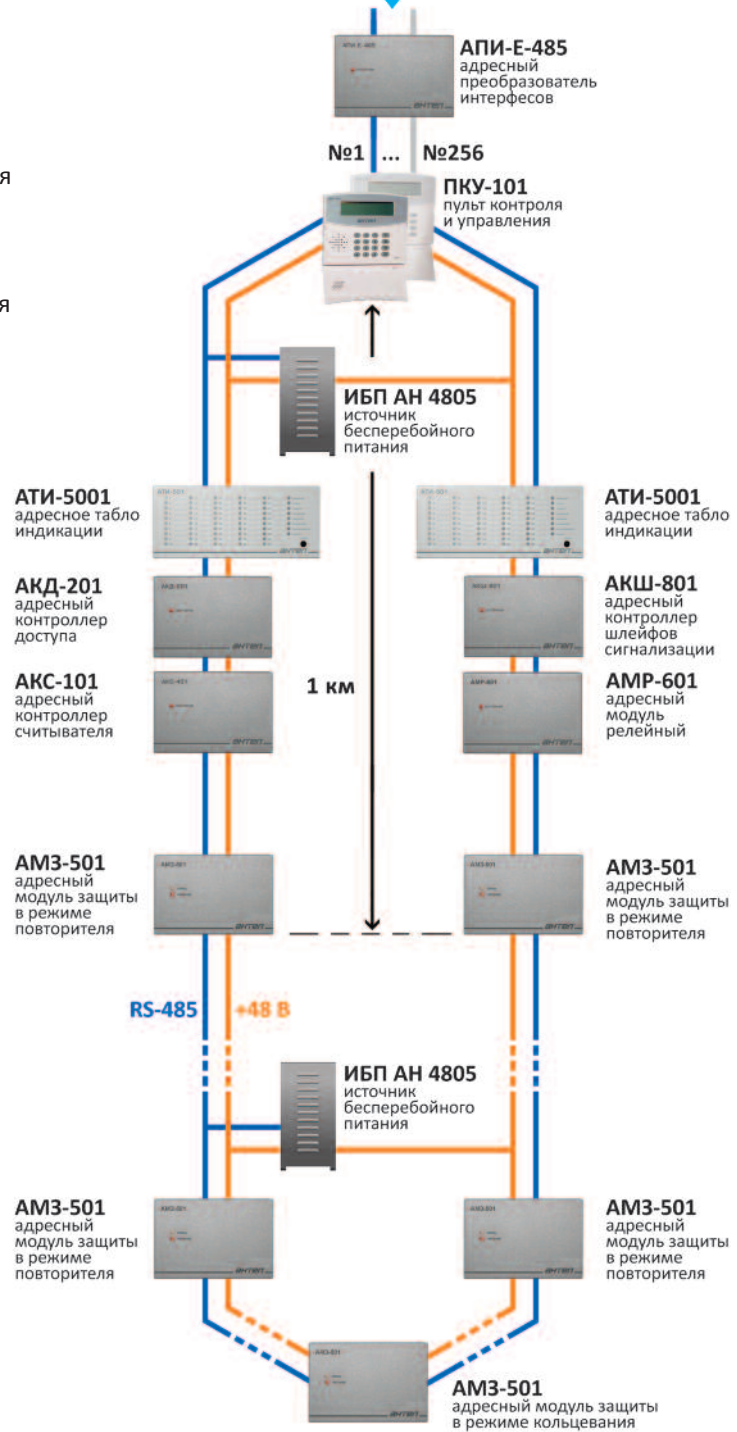 АПИ-Е-485
адресный
преобразователь
интерфесов
№1 ... №256
я
ПКУ-101
пульт контроля
и управления
я
ИБП АН 4805
источник
бесперебойного
питания
АТИ-5001
адресное табло
индикации
АТИ-5001
адресное табло
индикации
АКД-201
адресный
контроллер
доступа
АКШ-801
адресный
контроллер
шлейфов
сигнализации
АКС-101
адресный
контроллер
считывателя
1 км
АМР-601
адресный
модуль
релейный
АМЗ-501
адресный
модуль защиты
в режиме
повторителя
АМЗ-501
адресный
модуль защиты
в режиме
повторителя
RS-485
+48 В
ИБП АН 4805
источник
бесперебойного
питания
АМЗ-501
адресный
модуль защиты
в режиме
повторителя
АМЗ-501
адресный
модуль защиты
в режиме
повторителя
АМЗ-501
адресный модуль защиты
в режиме кольцевания